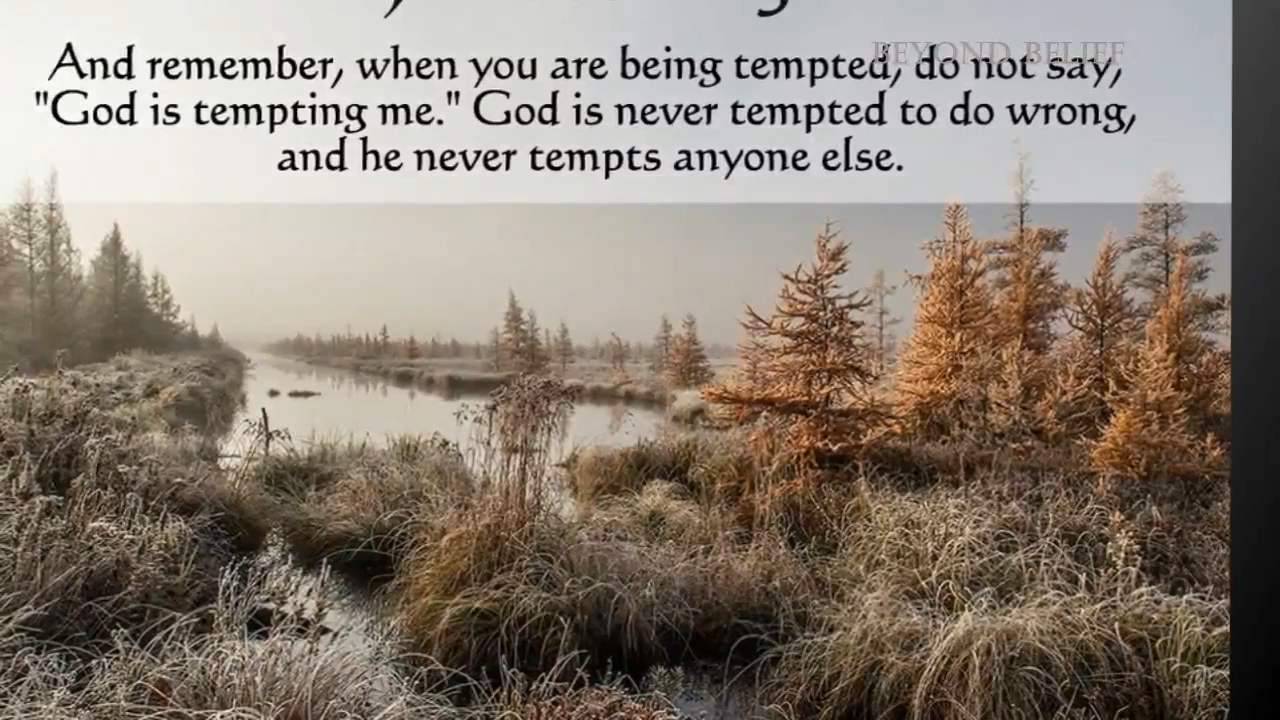 BEYOND BELIEF
And remember, when you are being tempted, do not say,
"God is tempting me." God is never tempted to do wrong,
and he never tempts anyone else.